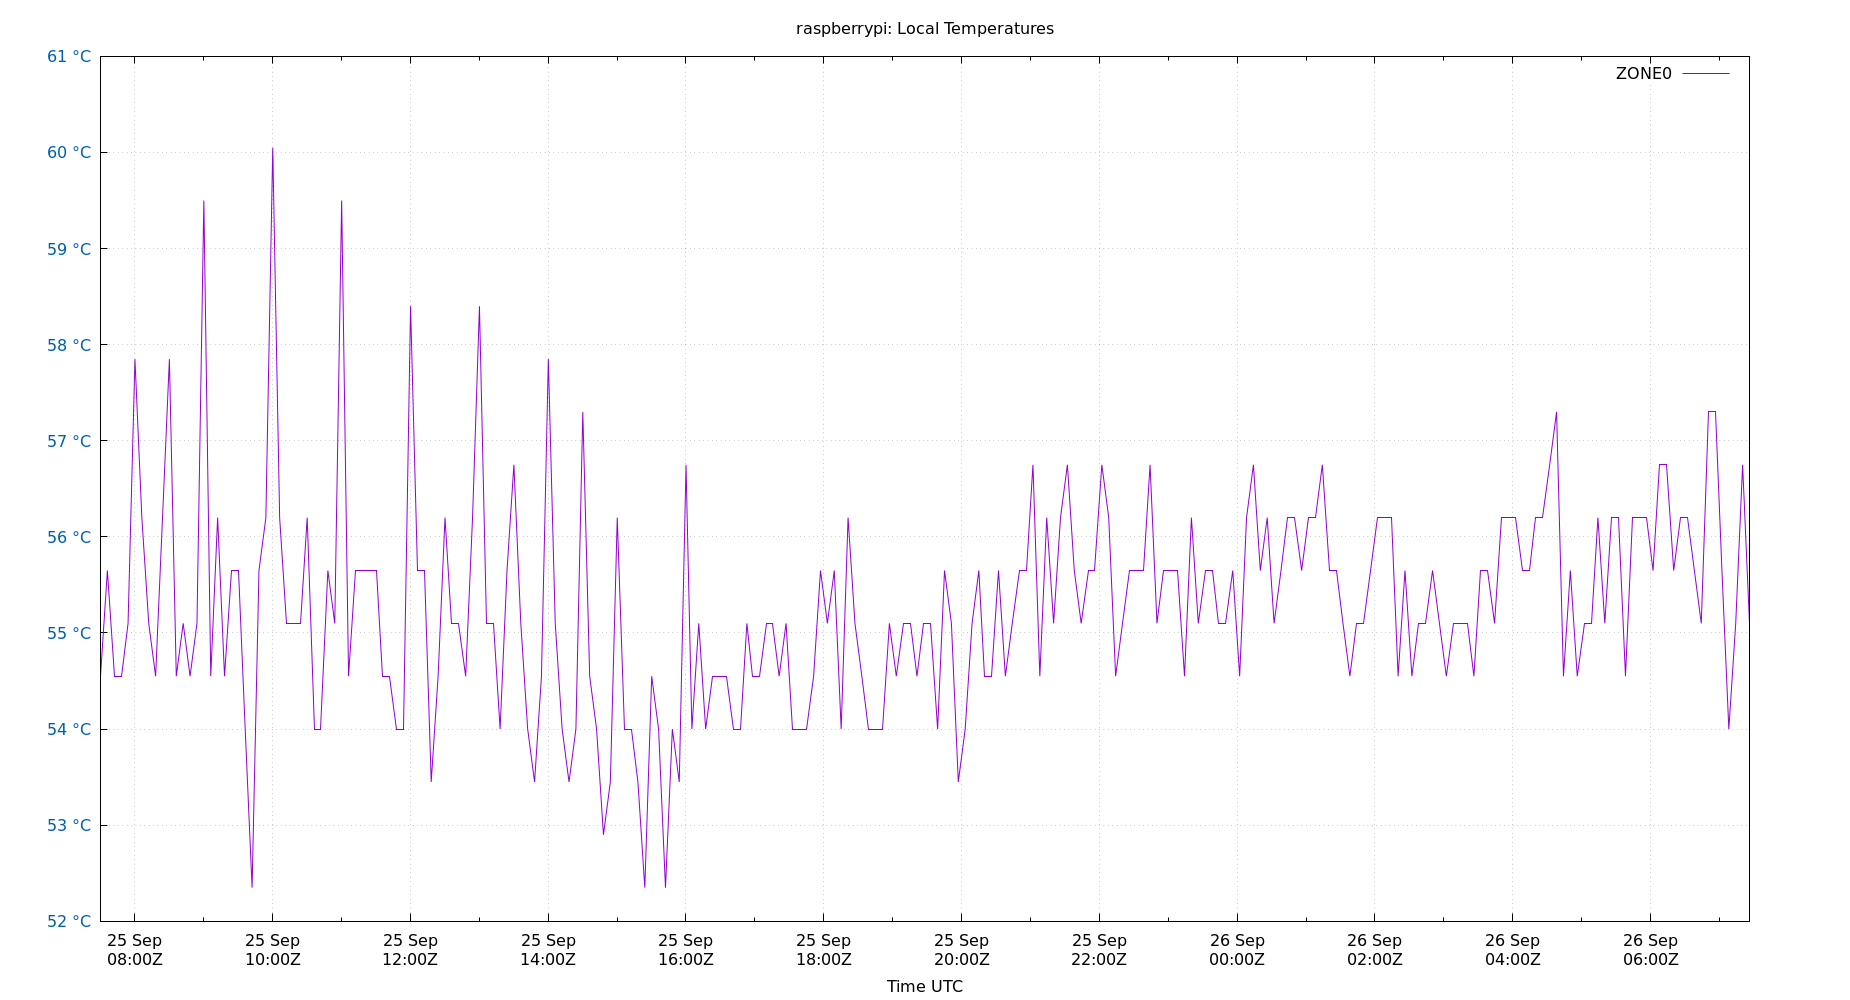 raspberrypi: Local Temperatures
61 °C
ZONE0
60 °C
59 °C
58 °C
57 °C
56 °C
55 °C
54 °C
53 °C
52 °C
25 Sep 25 Sep 25 Sep 25 Sep 25 Sep 25 Sep 25 Sep 25 Sep 26 Sep 26 Sep 26 Sep 26 Sep
08:00Z 10:00Z 12:00Z 14:00Z 16:00Z 18:00Z 20:00Z 22:00Z 00:00Z 02:00Z 04:00Z 06:00Z
Time UTC